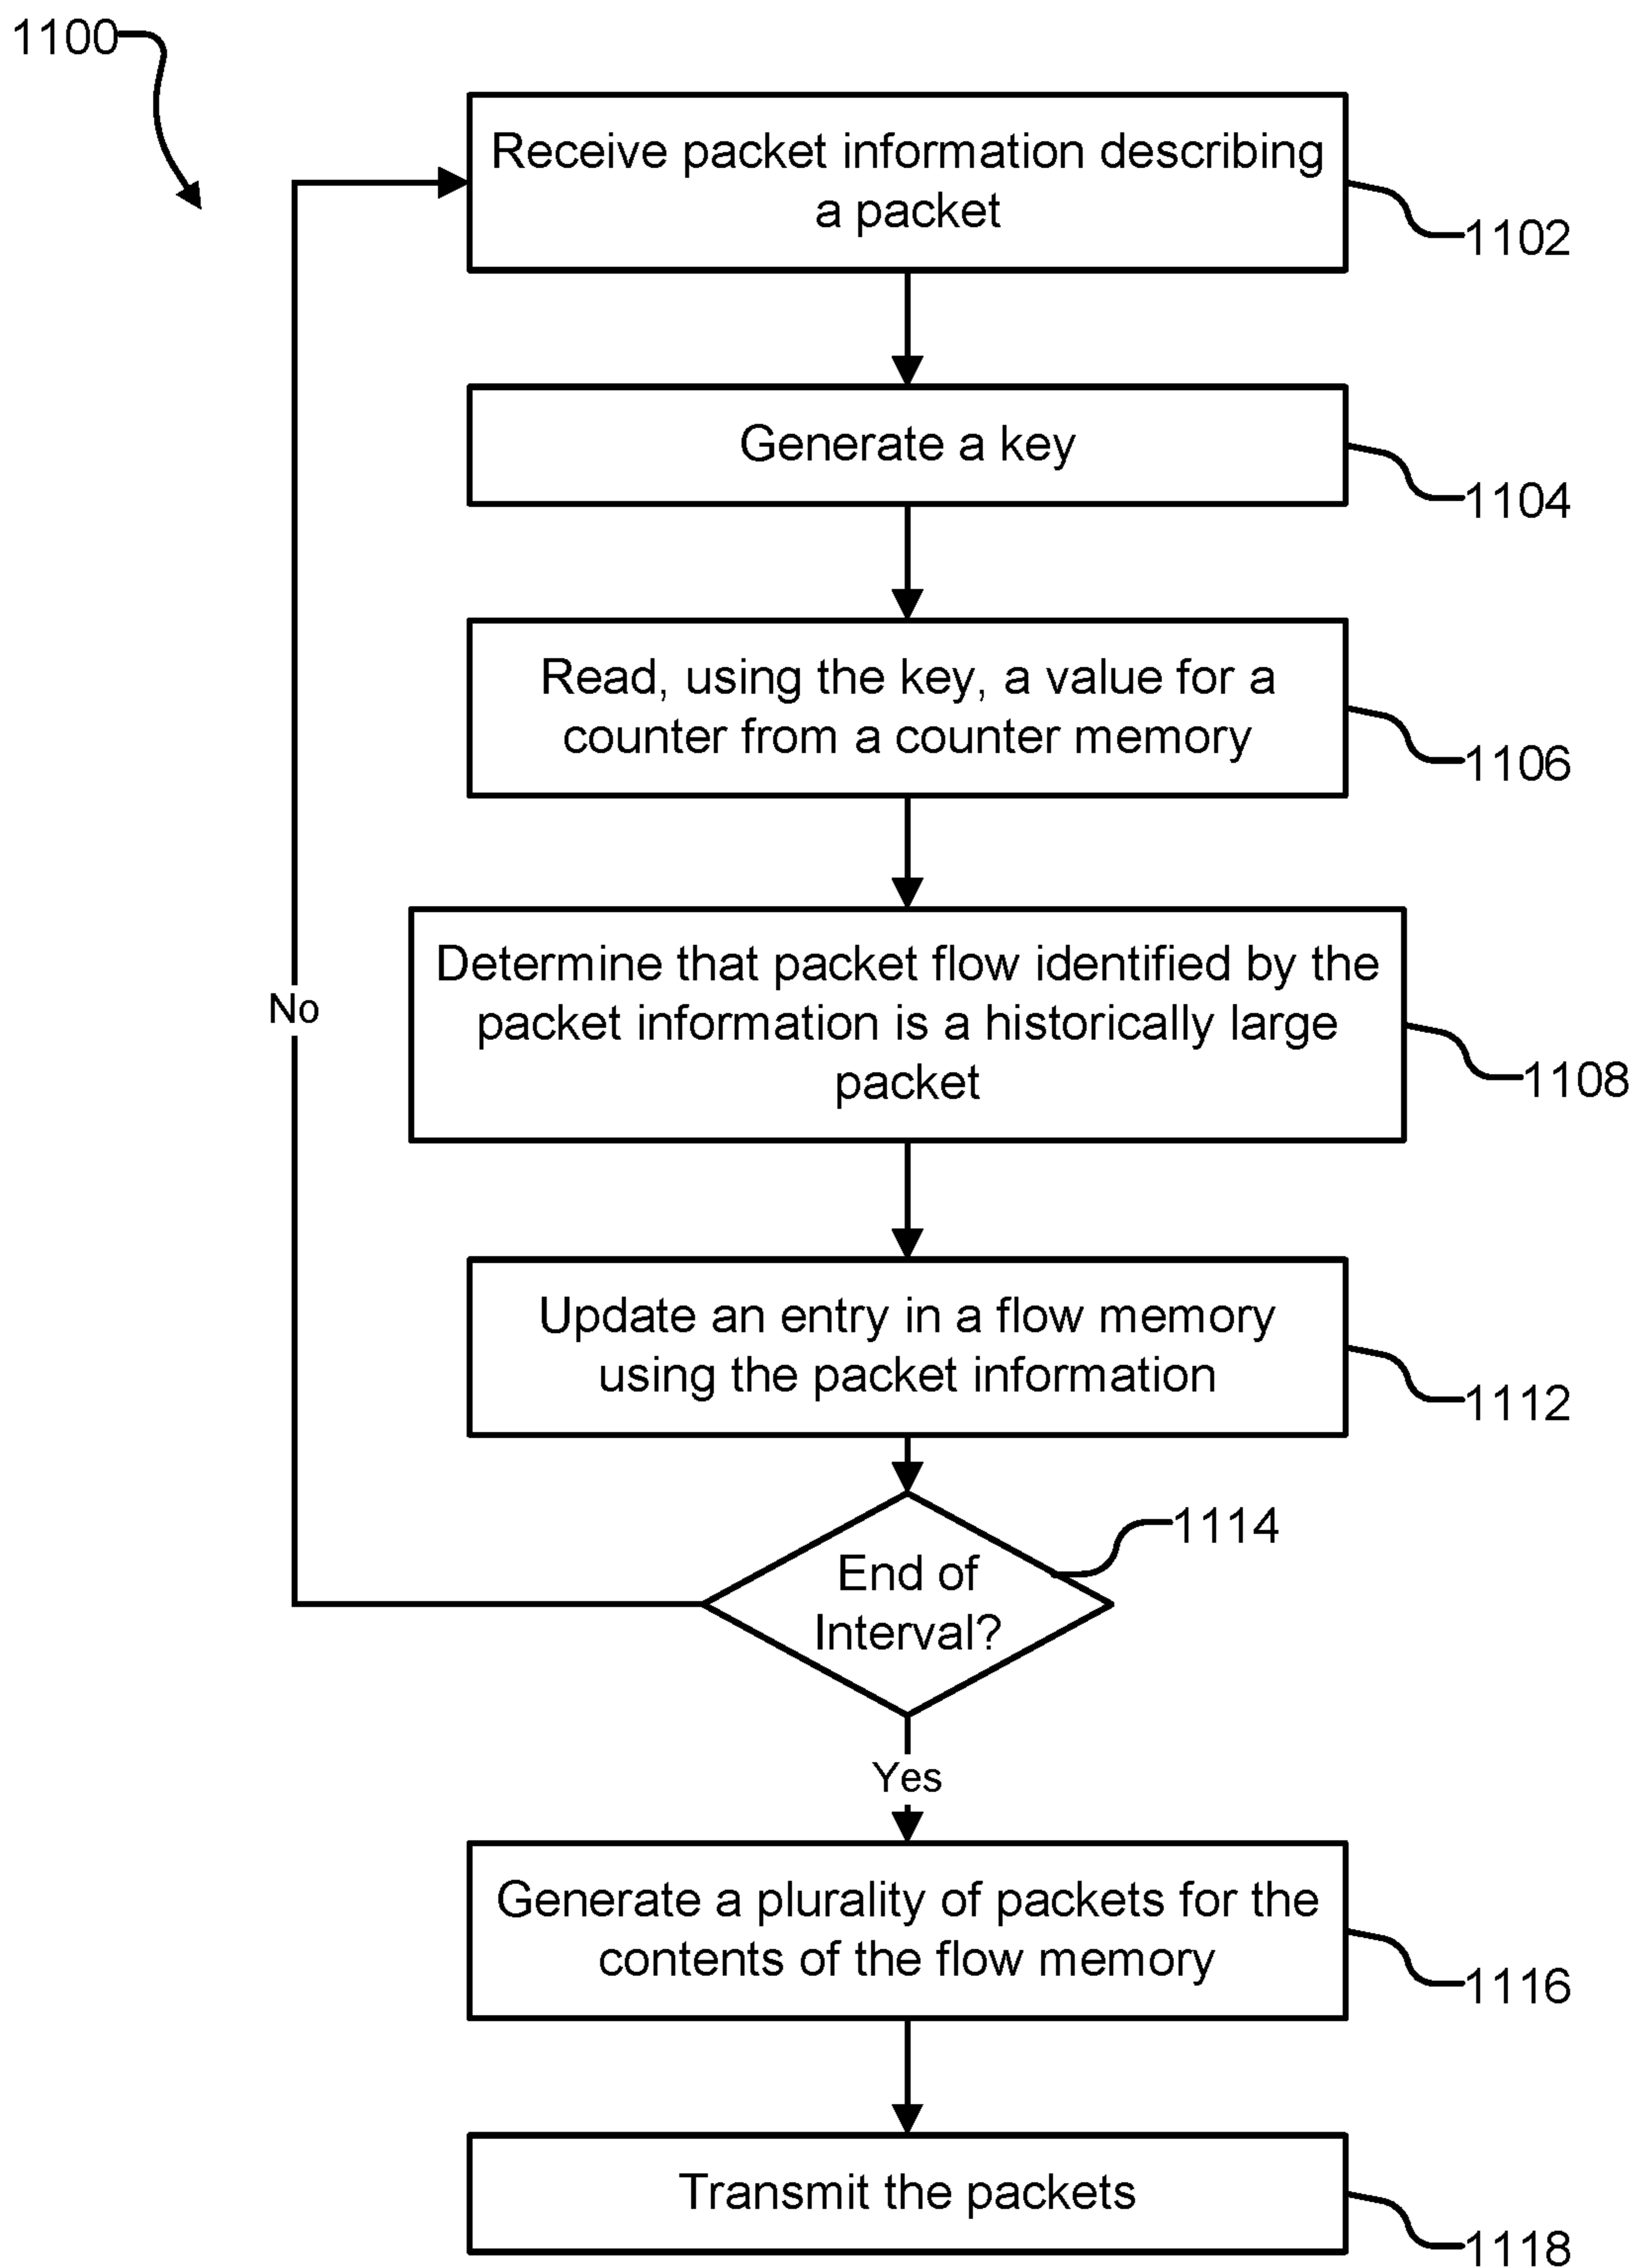 1100
Receive packet information describing
a packet
1102
Generate a key
1104
Read, using the key, a value for a
counter from a counter memory
1106
Determine that packet flow identified by the
packet information is a historically large
packet
1108
No
Update an entry in a flow memory
using the packet information
1112
1114
End of
Interval?
Yes
Generate a plurality of packets for the
contents of the flow memory
1116
Transmit the packets
1118